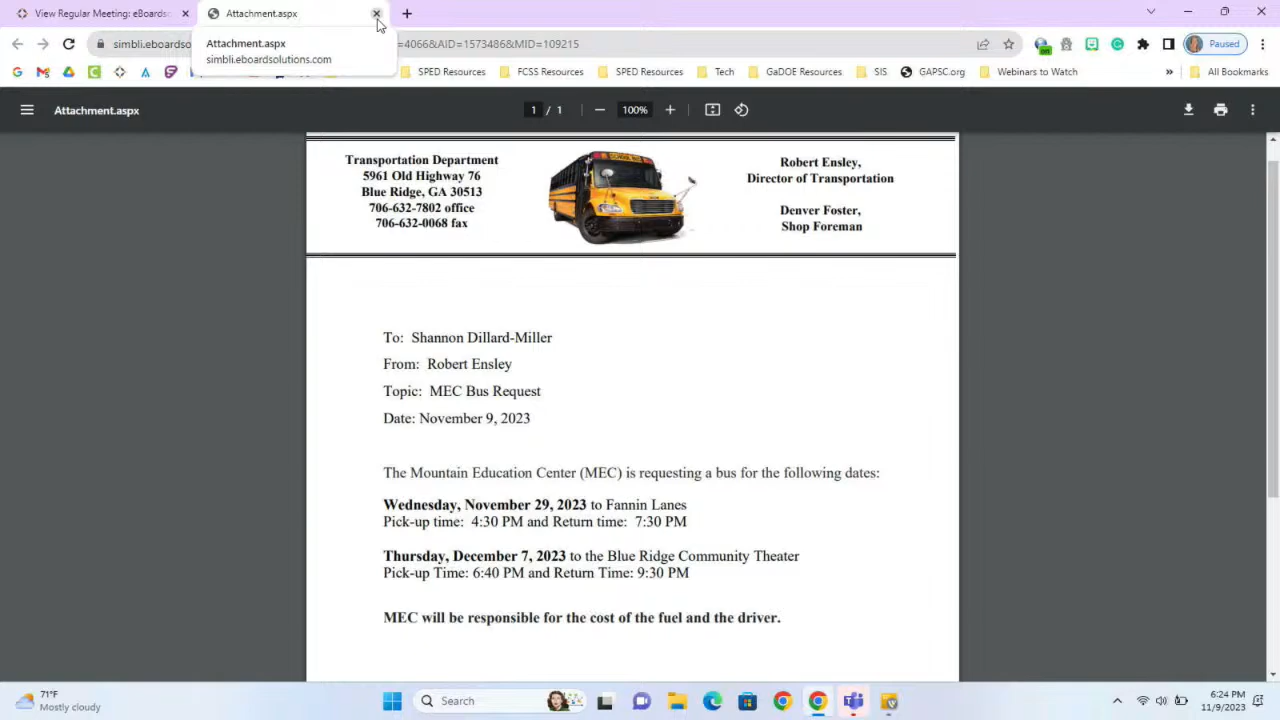 View Regular Meeting: eBoards
Attachment.aspx
simbli.eboardso
=4066&AID=1573486&MID=109215
Paused
Attachment.aspx
simbli.eboardsolutions.com
SPED Resources
FCSS Resources
SPED Resources
Tech
GaDOE Resources
SIS
GAPSC.org
Webinars to Watch
»
All Bookmarks
Attachment.aspx
1 / 1
100%
Transportation Department
5961 Old Highway 76
Blue Ridge, GA 30513
706-632-7802 office
706-632-0068 fax
SCHOOL BUS
Robert Ensley,
Director of Transportation
Denver Foster,
Shop Foreman
To: Shannon Dillard-Miller
From: Robert Ensley
Topic: MEC Bus Request
Date: November 9, 2023
The Mountain Education Center (MEC) is requesting a bus for the following dates:
Wednesday, November 29, 2023 to Fannin Lanes
Pick-up time: 4:30 PM and Return time: 7:30 PM
Thursday, December 7, 2023 to the Blue Ridge Community Theater
Pick-up Time: 6:40 PM and Return Time: 9:30 PM
MEC will be responsible for the cost of the fuel and the driver.
71°F
Mostly cloudy
Search
6:24 PM
11/9/2023